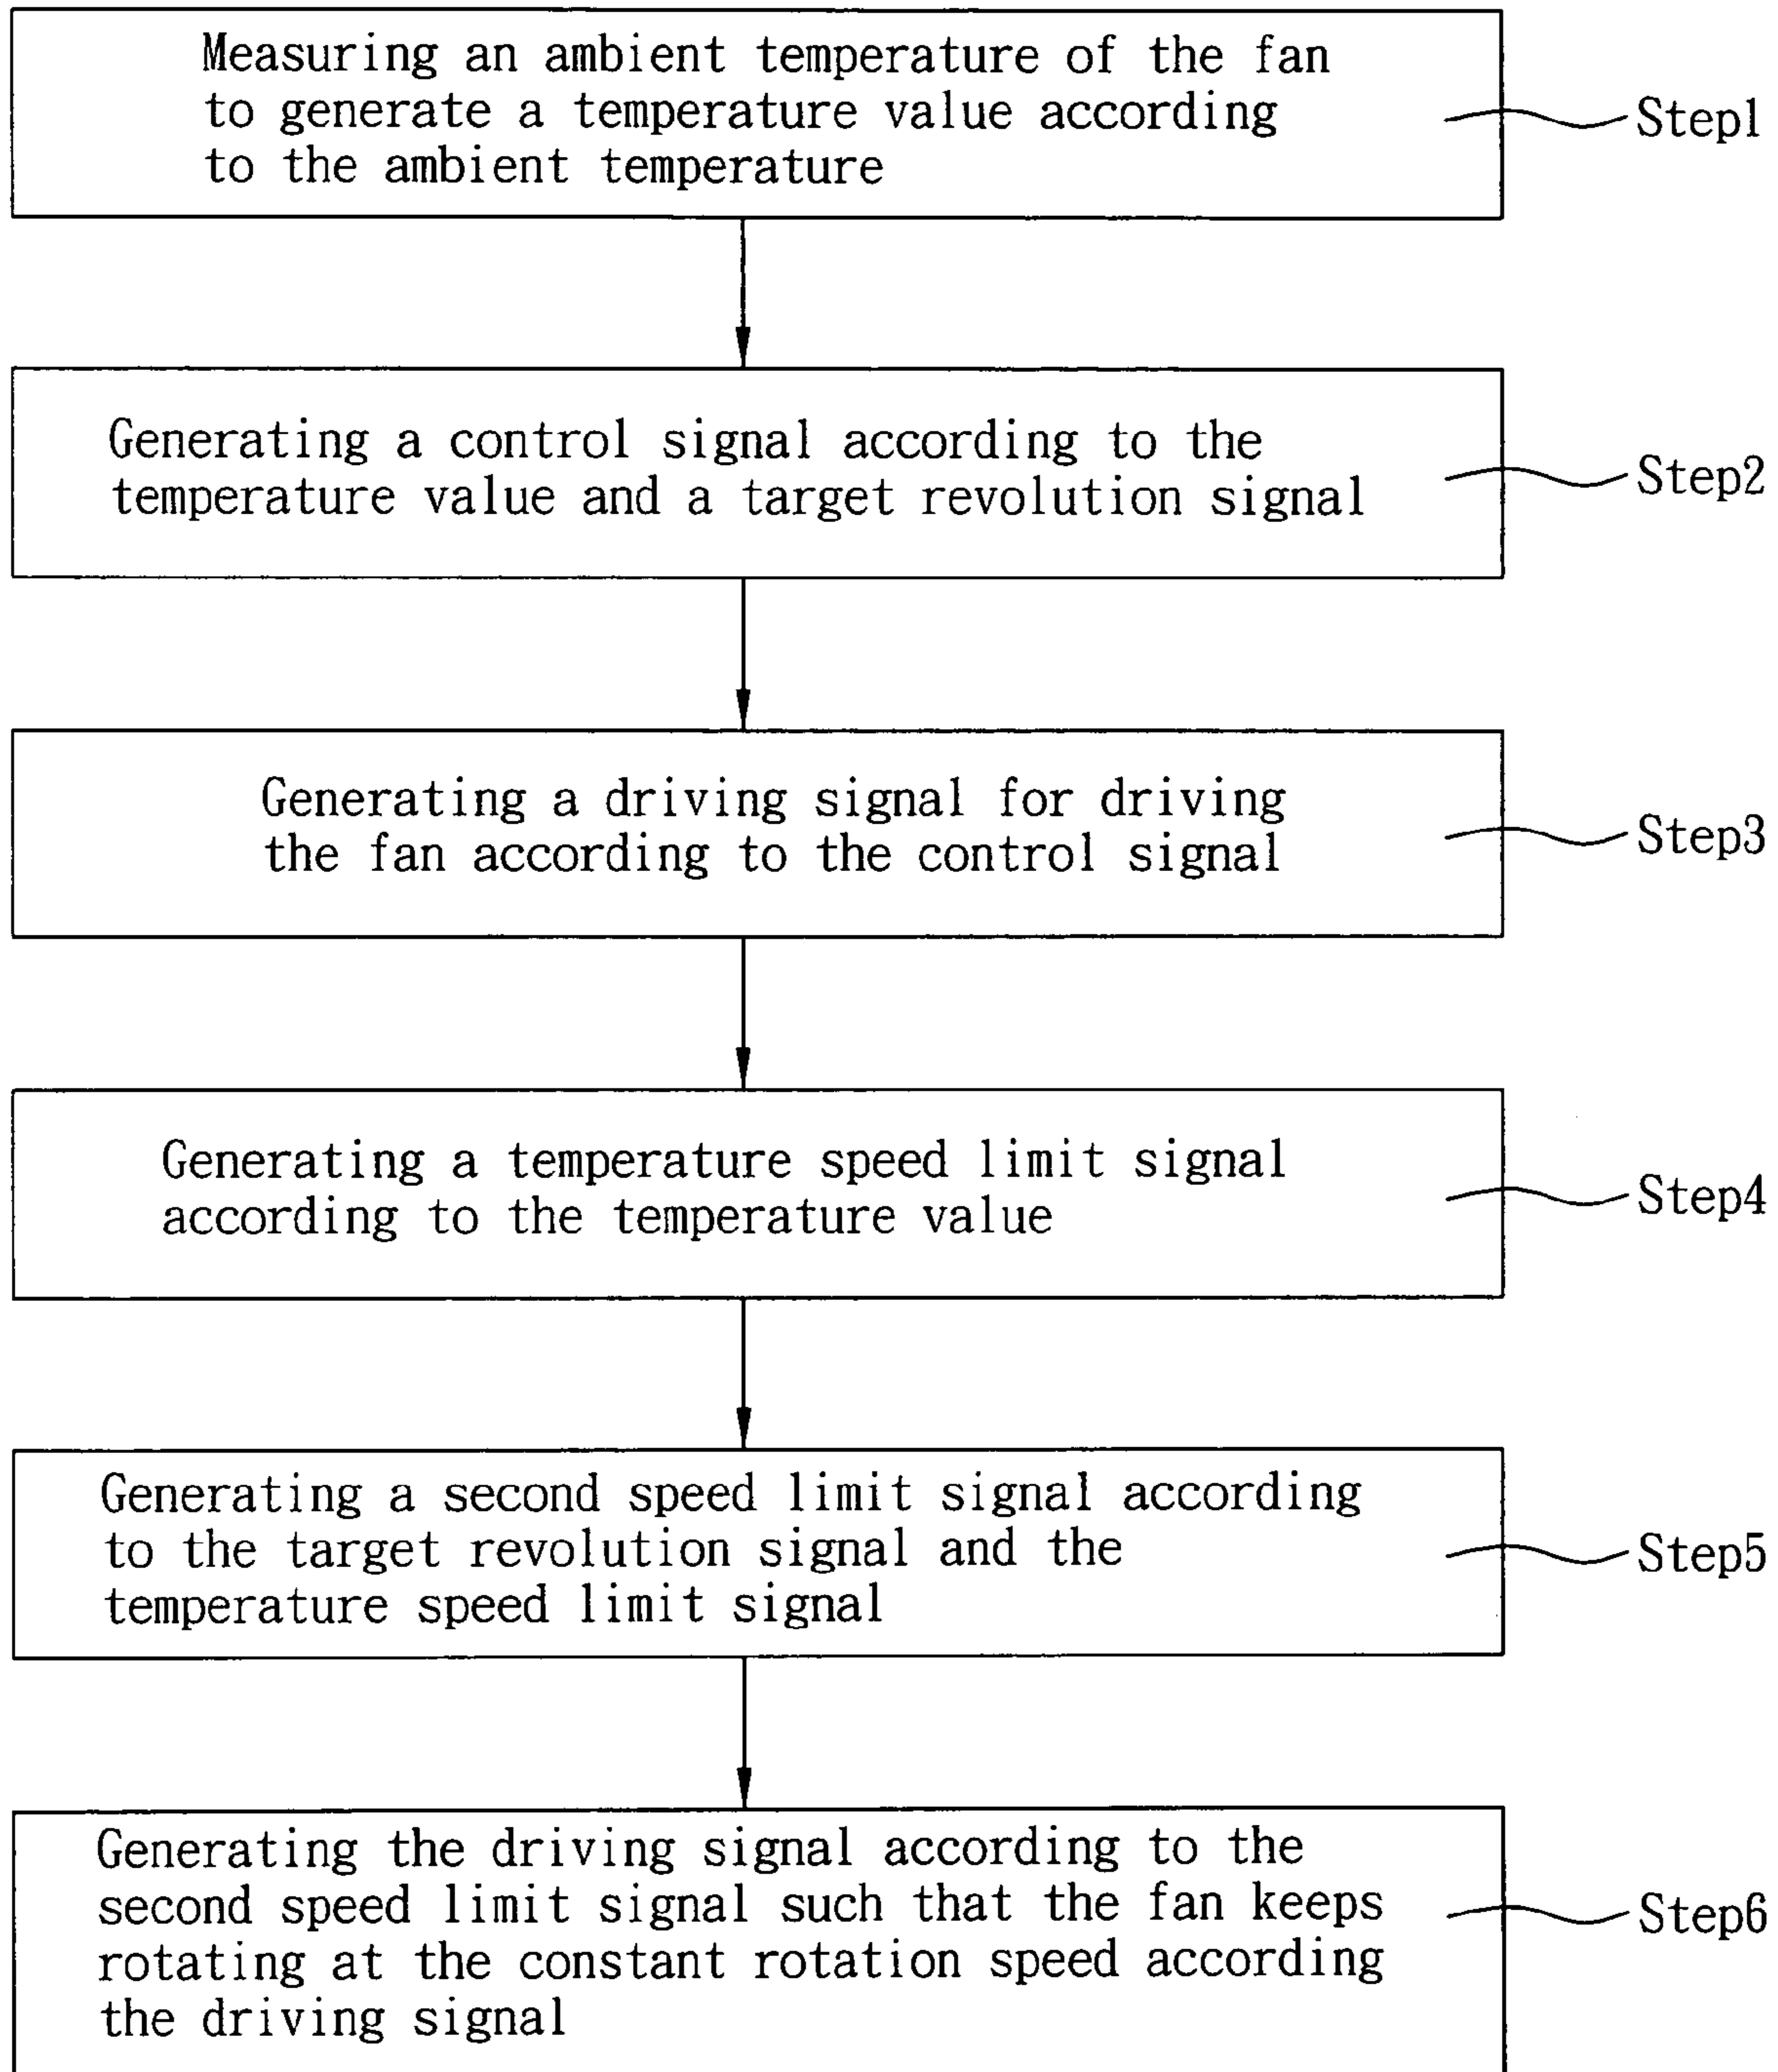 Measuring an ambient temperature of the fan
to generate a temperature value according
to the ambient temperature
Step1
Generating a control signal according to the
temperature value and a target revolution signal
Step2
Generating a driving signal for driving
the fan according to the control signal
Step3
Generating a temperature speed limit signal
according to the temperature value
Step4
Generating a second speed limit signal according
to the target revolution signal and the
temperature speed limit signal
Step5
Generating the driving signal according to the
second speed limit signal such that the fan keeps
rotating at the constant rotation speed according
the driving signal
Step6